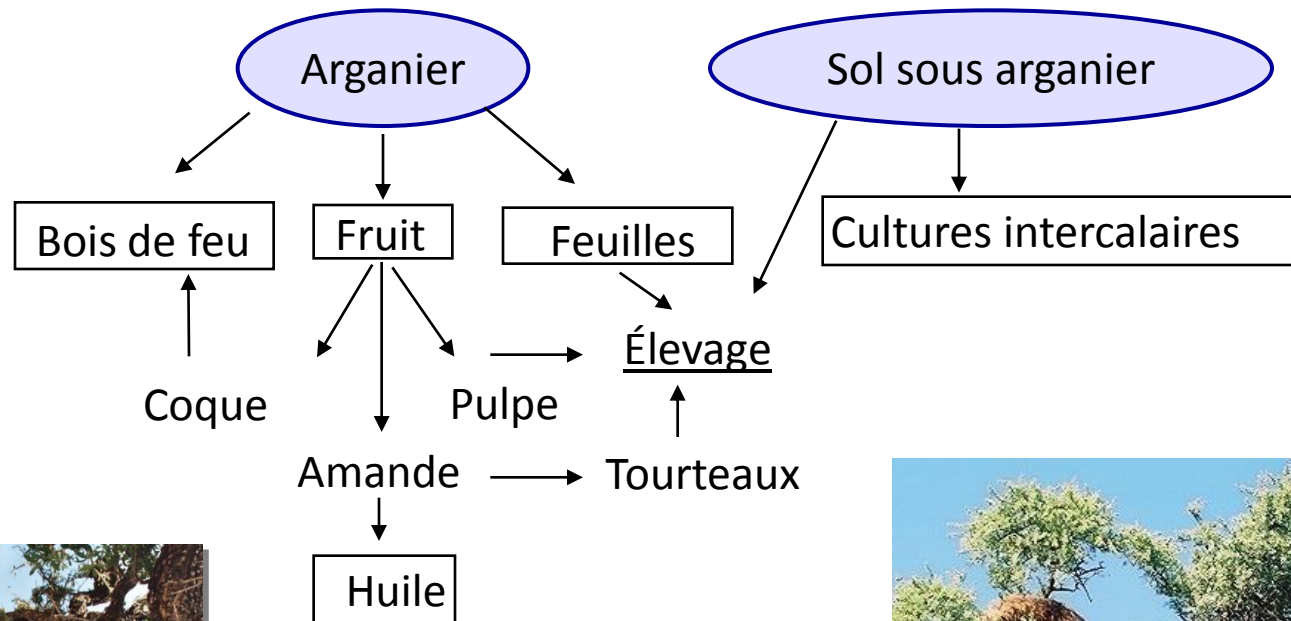 Arganier
Sol sous arganier
Bois de feu
Fruit
Feuilles
Cultures intercalaires
Élevage
Coque
Pulpe
Amande
Tourteaux
Huile